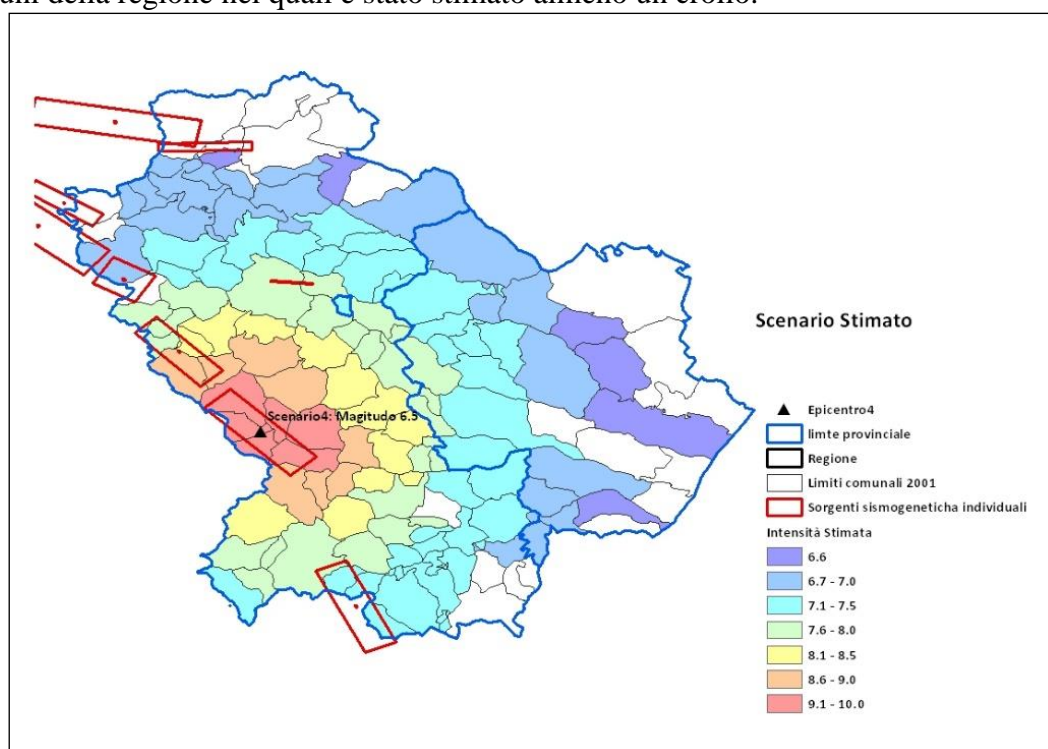 uni della regione nei quali è stato stimato almeno un crollo.
Scenario Stimato
Scenario4: Magitudo 6.5
Epicentro4
limte provinciale
Regione
Limiti comunali 2001
Sorgenti sismogeneticha individuali
Intensità Stimata
6.6
6.7 - 7.0
7.1 - 7.5
7.6 - 8.0
8.1 - 8.5
8.6 - 9.0
9.1 - 10.0